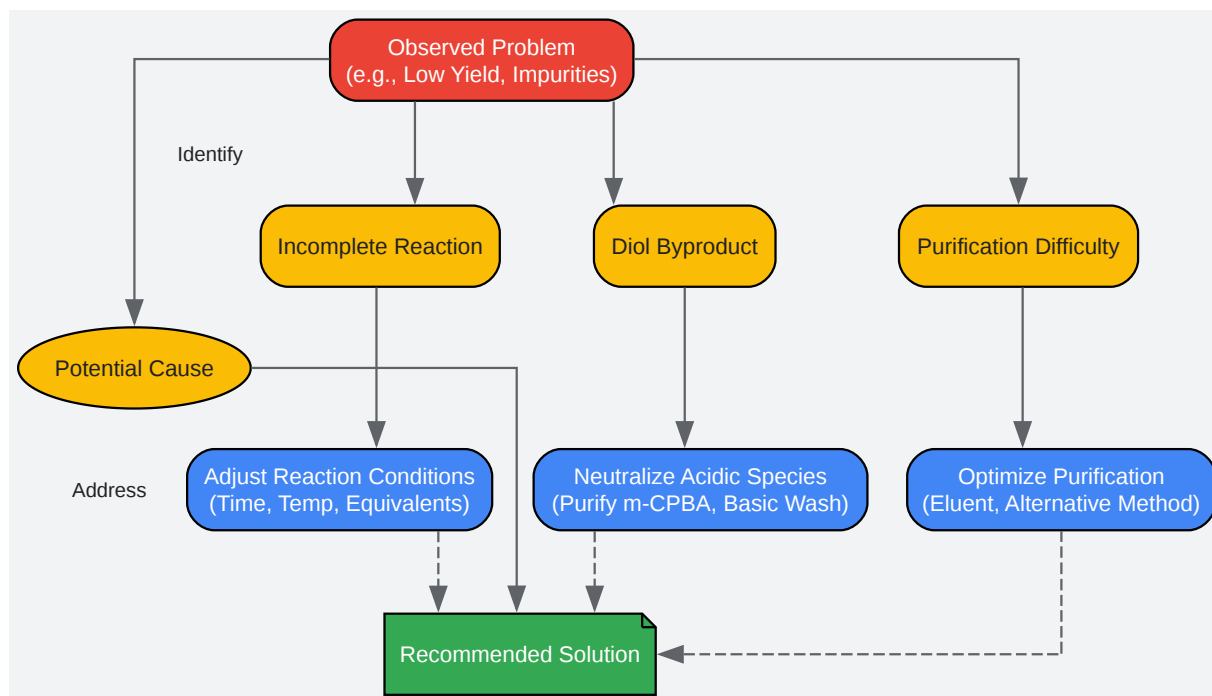 Observed Problem
(e.g., Low Yield, Impurities)
Identify
Incomplete Reaction
Diol Byproduct
Purification Difficulty
Potential Cause
Address
Adjust Reaction Conditions
(Time, Temp, Equivalents)
Neutralize Acidic Species
(Purify m-CPBA, Basic Wash)
Optimize Purification
(Eluent, Alternative Method)
Recommended Solution